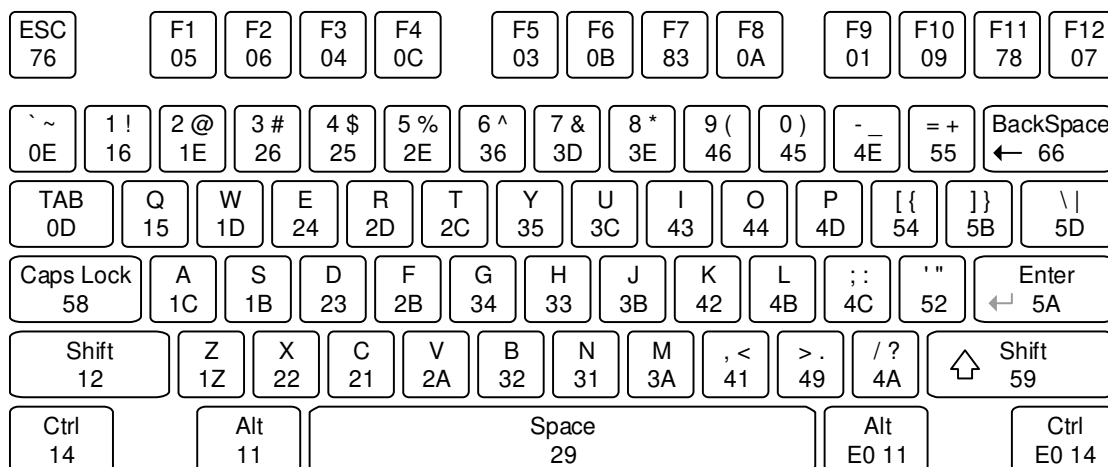 ESC F1 F2 F3 F4 F5 F6 F7 F8 F9 F10 F11 F12
76 05 06 04 0C 03 0B 83 0A 01 09 78 07
` ~ 1 ! 2 @ 3 # 4 $ 5 % 6 ^ 7 & 8 * 9 ( 0 ) - _ = + BackSpace
0E 16 1E 26 25 2E 36 3D 3E 46 45 4E 55 ← 66
TAB Q W E R T Y U I O P [ { ] } \ |
0D 15 1D 24 2D 2C 35 3C 43 44 4D 54 5B 5D
Caps Lock A S D F G H J K L ; : ' " Enter
58 1C 1B 23 2B 34 33 3B 42 4B 4C 52 ↵ 5A
Shift Z X C V B N M , < > . / ? Shift
12 1Z 22 21 2A 32 31 3A 41 49 4A 59
Ctrl Alt Space Alt Ctrl
14 11 29 E0 11 E0 14